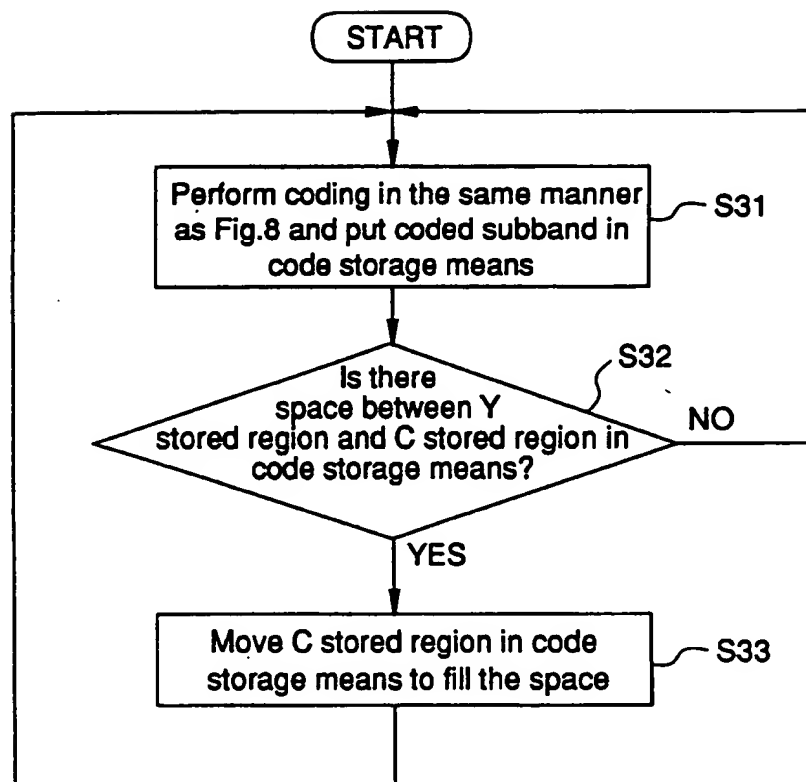 START
Perform coding in the same manner
as Fig.8 and put coded subband in
code storage means
S31
Is there
space between Y
stored region and C stored region in
code storage means?
S32
NO
YES
Move C stored region in code
storage means to fill the space
S33